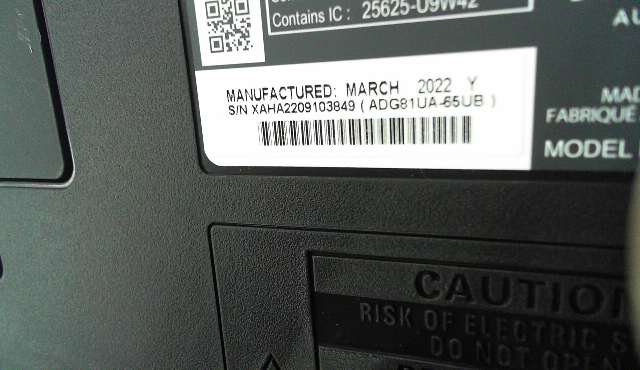 Contains IC : 25625-U9W42
MANUFACTURED: MARCH 2022 Y
S/N XAHA2209103849 ( ADG81UA-65UB )
FABRIQUE
MODEL
CAUTION
RISK OF ELECTRIC S
DO NOT OPEN